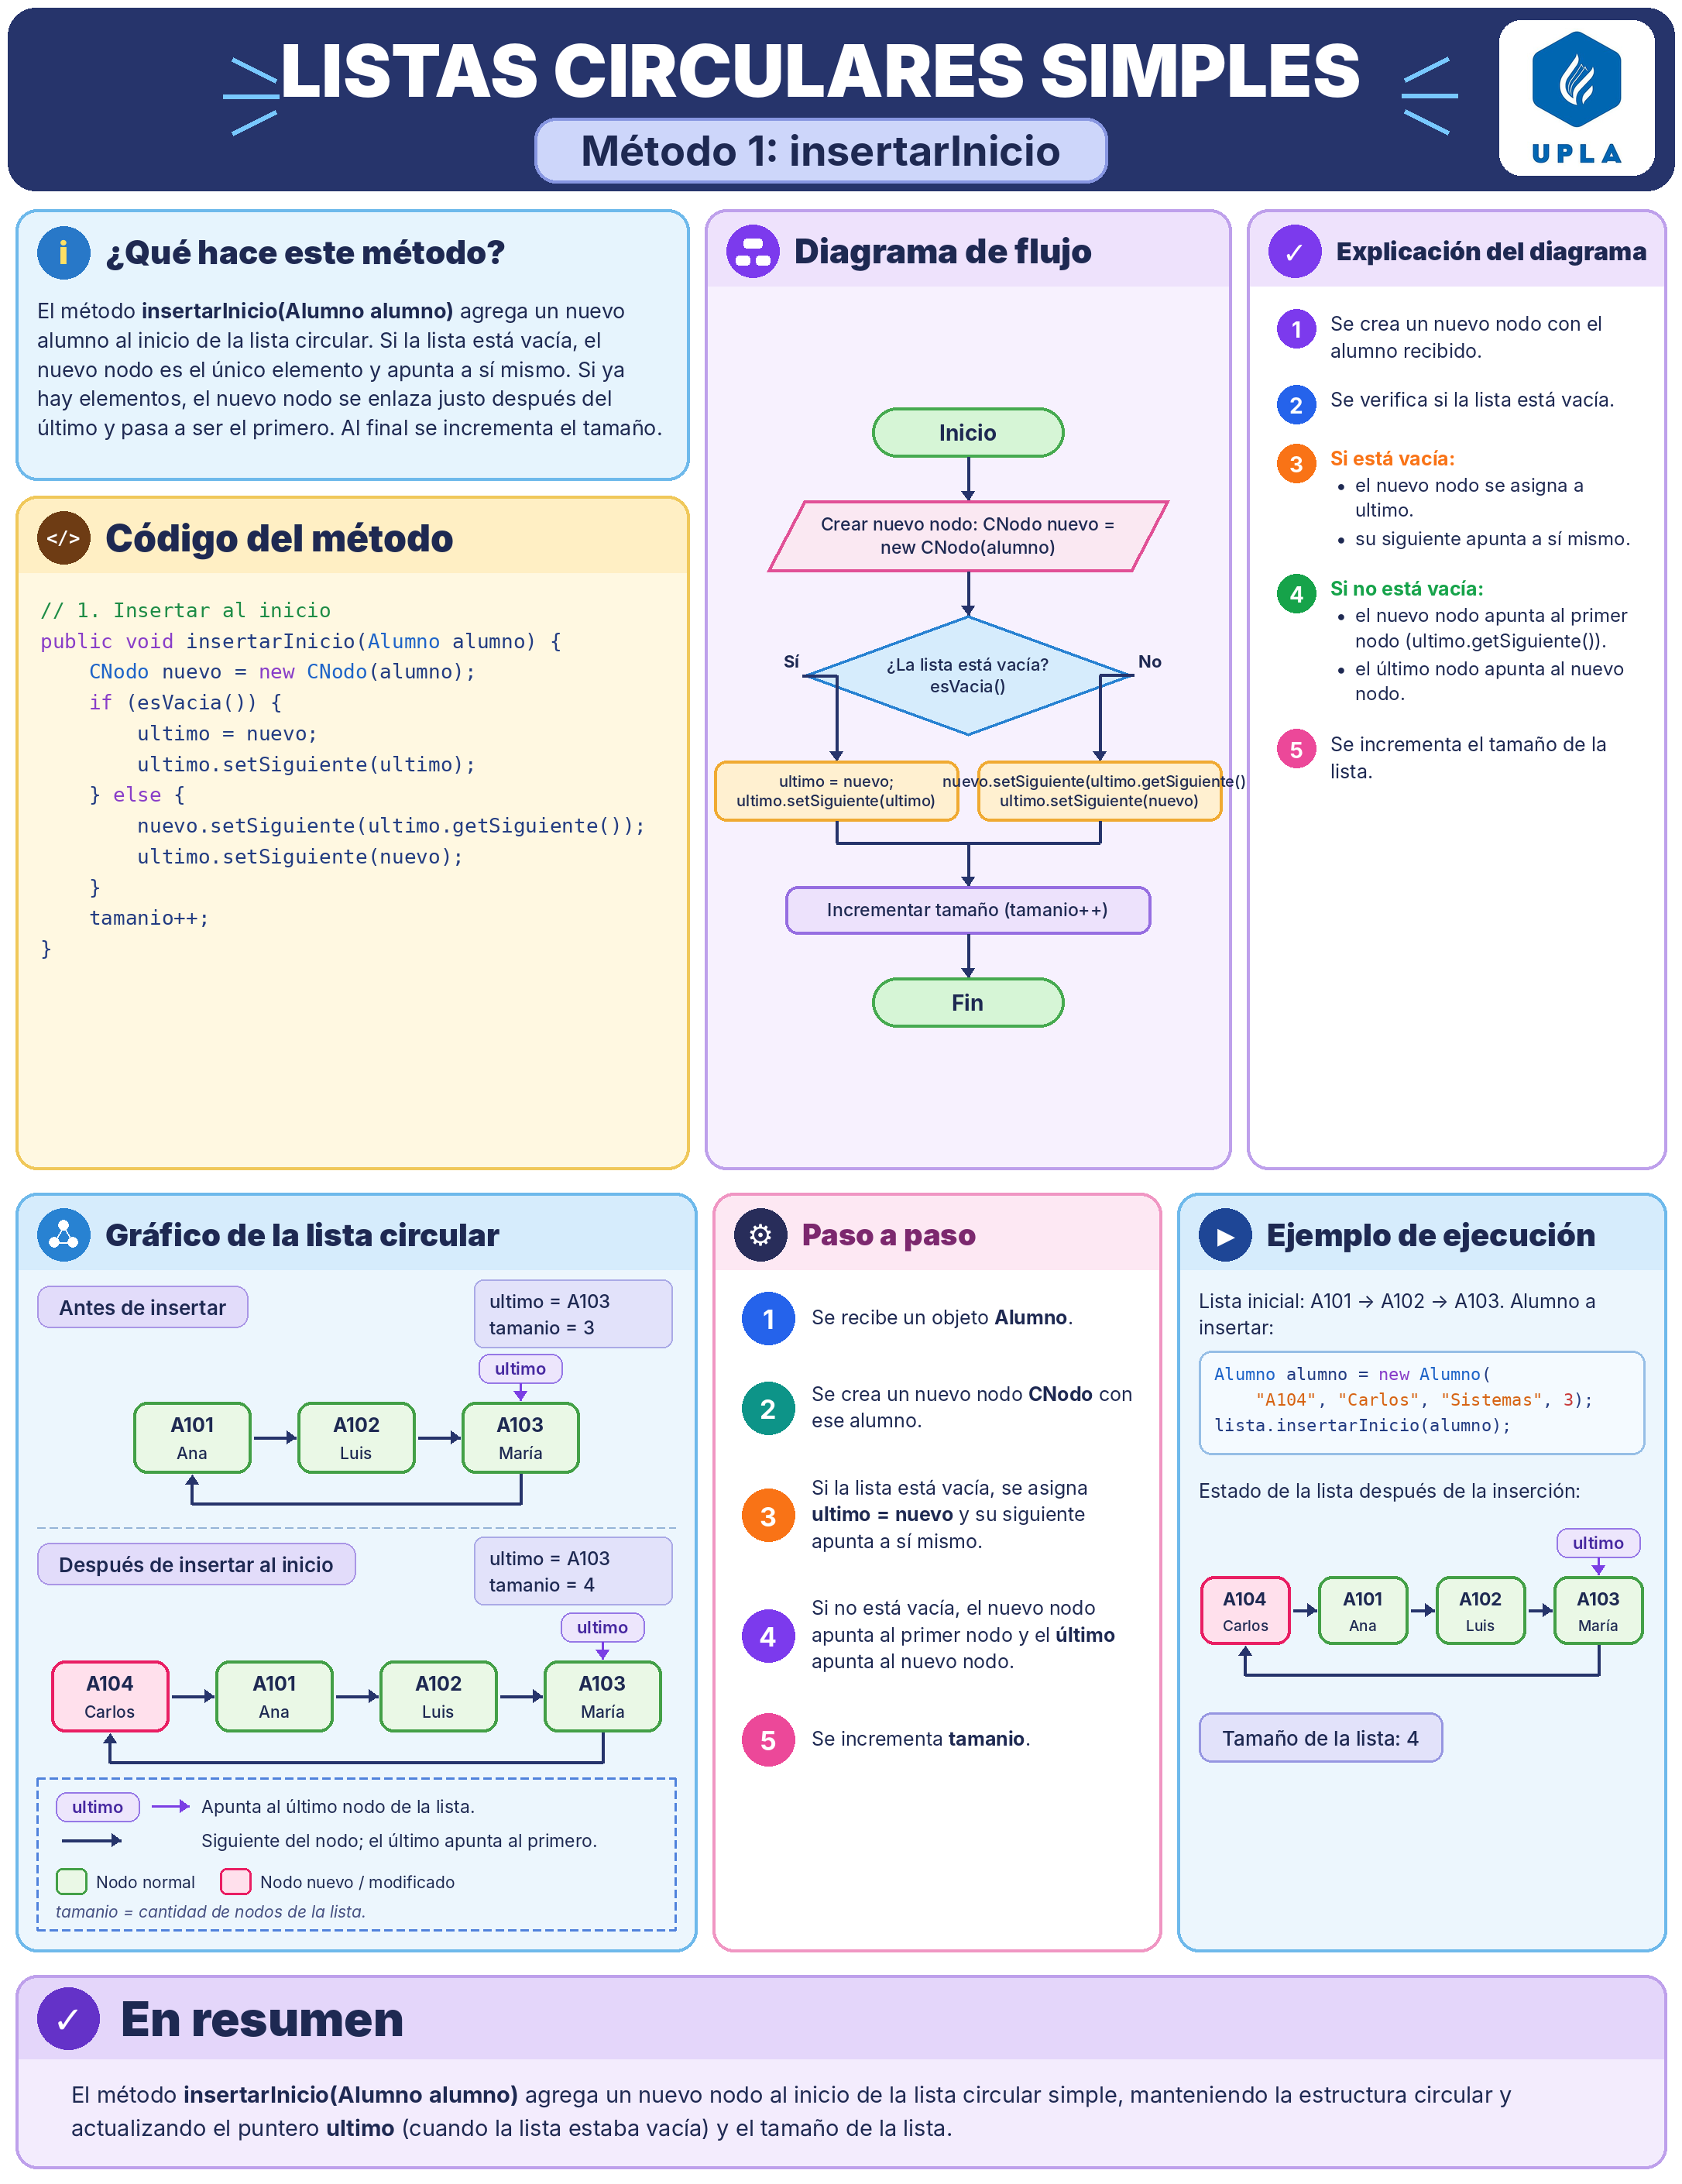 LISTAS CIRCULARES SIMPLES
Método 1: insertarInicio
UPLA
i
¿Qué hace este método?
El método insertarInicio(Alumno alumno) agrega un nuevo
alumno al inicio de la lista circular. Si la lista está vacía, el
nuevo nodo es el único elemento y apunta a sí mismo. Si ya
hay elementos, el nuevo nodo se enlaza justo después del
último y pasa a ser el primero. Al final se incrementa el tamaño.
</> Código del método
// 1. Insertar al inicio
public void insertarInicio(Alumno alumno) {
    CNodo nuevo = new CNodo(alumno);
    if (esVacia()) {
        ultimo = nuevo;
        ultimo.setSiguiente(ultimo);
    } else {
        nuevo.setSiguiente(ultimo.getSiguiente());
        ultimo.setSiguiente(nuevo);
    }
    tamanio++;
}
Diagrama de flujo
Inicio
Crear nuevo nodo: CNodo nuevo =
new CNodo(alumno)
¿La lista está vacía?
esVacia()
Sí
No
ultimo = nuevo;
ultimo.setSiguiente(ultimo)
nuevo.setSiguiente(ultimo.getSiguiente()
ultimo.setSiguiente(nuevo)
Incrementar tamaño (tamanio++)
Fin
✓ Explicación del diagrama
1 Se crea un nuevo nodo con el
alumno recibido.
2 Se verifica si la lista está vacía.
3 Si está vacía:
• el nuevo nodo se asigna a
ultimo.
• su siguiente apunta a sí mismo.
4 Si no está vacía:
• el nuevo nodo apunta al primer
nodo (ultimo.getSiguiente()).
• el último nodo apunta al nuevo
nodo.
5 Se incrementa el tamaño de la
lista.
Gráfico de la lista circular
Antes de insertar
ultimo = A103
tamanio = 3
ultimo
A101
Ana
A102
Luis
A103
María
Después de insertar al inicio
ultimo = A103
tamanio = 4
ultimo
A104
Carlos
A101
Ana
A102
Luis
A103
María
ultimo → Apunta al último nodo de la lista.
→ Siguiente del nodo; el último apunta al primero.
Nodo normal
Nodo nuevo / modificado
tamanio = cantidad de nodos de la lista.
Paso a paso
1 Se recibe un objeto Alumno.
2 Se crea un nuevo nodo CNodo con
ese alumno.
3 Si la lista está vacía, se asigna
ultimo = nuevo y su siguiente
apunta a sí mismo.
4 Si no está vacía, el nuevo nodo
apunta al primer nodo y el último
apunta al nuevo nodo.
5 Se incrementa tamanio.
Ejemplo de ejecución
Lista inicial: A101 → A102 → A103. Alumno a
insertar:
Alumno alumno = new Alumno(
    "A104", "Carlos", "Sistemas", 3);
lista.insertarInicio(alumno);
Estado de la lista después de la inserción:
ultimo
A104
Carlos
A101
Ana
A102
Luis
A103
María
Tamaño de la lista: 4
✓ En resumen
El método insertarInicio(Alumno alumno) agrega un nuevo nodo al inicio de la lista circular simple, manteniendo la estructura circular y
actualizando el puntero ultimo (cuando la lista estaba vacía) y el tamaño de la lista.